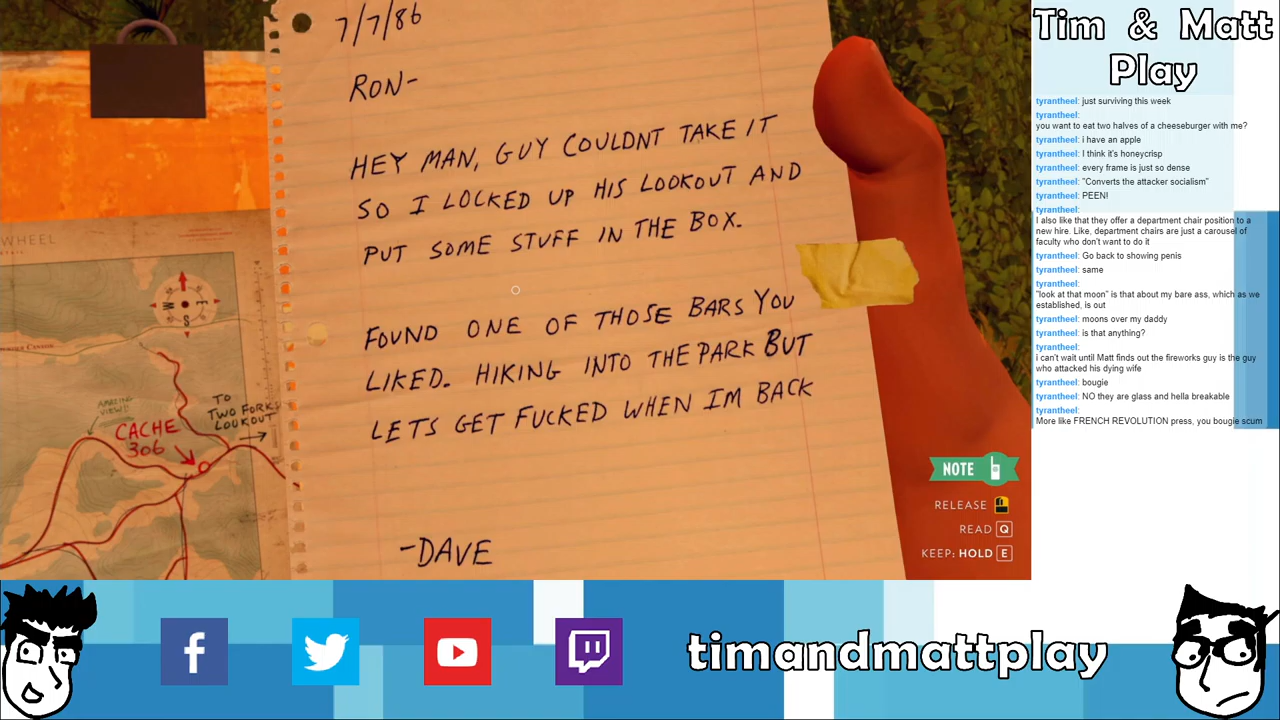 7/7/86
RON-
HEY MAN, GUY COULDNT TAKE IT
SO I LOCKED UP HIS LOOKOUT AND
PUT SOME STUFF IN THE BOX.
FOUND ONE OF THOSE BARS YOU
LIKED. HIKING INTO THE PARK BUT
LETS GET FUCKED WHEN IM BACK
-DAVE
WHEEL
N
E
S
W
AMAZING
VIEW!
CACHE
306
TO
TWO FORKS
LOOKOUT
NOTE
RELEASE
READ Q
KEEP: HOLD E
Tim & Matt
Play
tyrantheel: just surviving this week
tyrantheel:
you want to eat two halves of a cheeseburger with me?
tyrantheel: i have an apple
tyrantheel: I think it's honeycrisp
tyrantheel: every frame is just so dense
tyrantheel: "Converts the attacker socialism"
tyrantheel: PEEN!
tyrantheel:
I also like that they offer a department chair position to a
new hire. Like, department chairs are just a carousel of
faculty who don't want to do it
tyrantheel: Go back to showing penis
tyrantheel: same
tyrantheel:
"look at that moon" is that about my bare ass, which as we
established, is out
tyrantheel: moons over my daddy
tyrantheel: is that anything?
tyrantheel:
i can't wait until Matt finds out the fireworks guy is the guy
who attacked his dying wife
tyrantheel: bougie
tyrantheel: NO they are glass and hella breakable
tyrantheel:
More like FRENCH REVOLUTION press, you bougie scum
timandmattplay